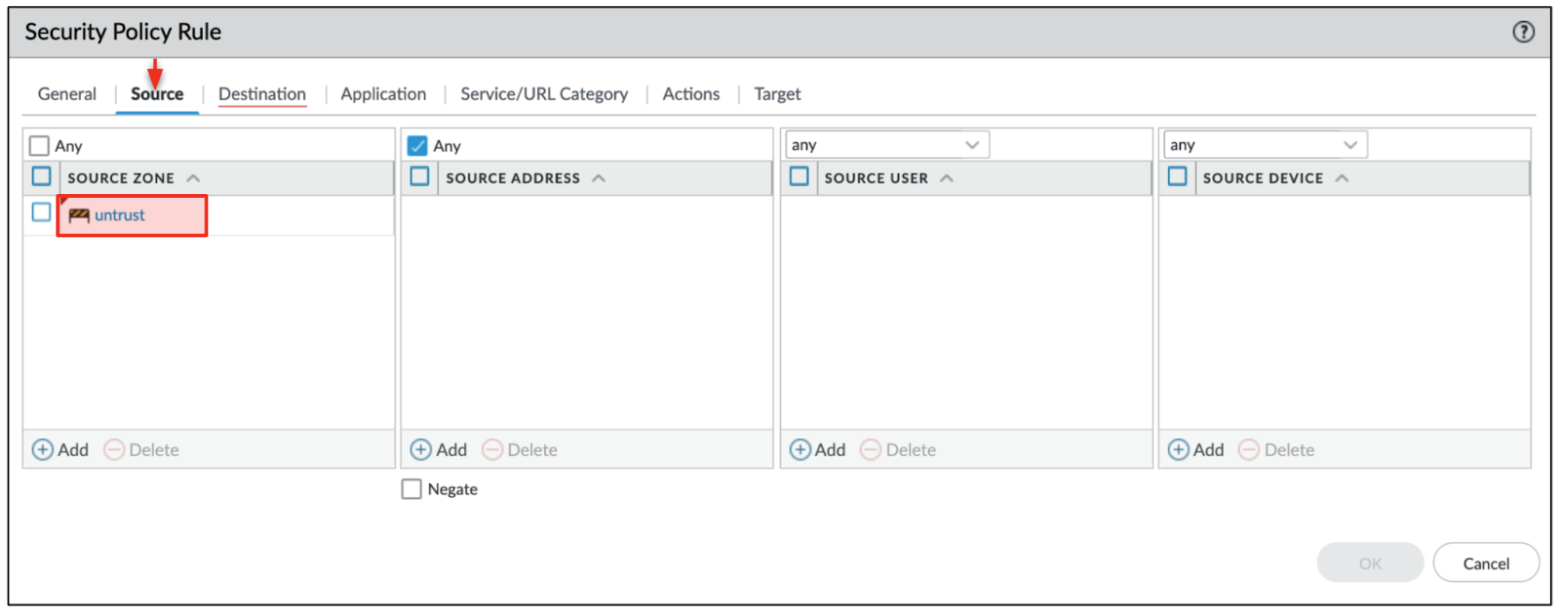 Security Policy Rule ?
General Source Destination Application Service/URL Category Actions Target
Any Any any any
SOURCE ZONE SOURCE ADDRESS SOURCE USER SOURCE DEVICE
untrust
Add Delete Add Delete Add Delete Add Delete
Negate
OK Cancel